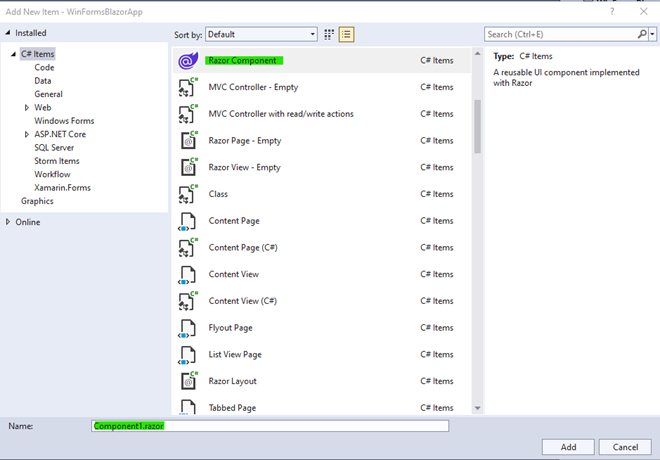 Add New Item - WinFormsBlazorApp
? ×
Installed
Sort by: Default
Search (Ctrl+E)
C# Items
Code
Data
General
Web
Windows Forms
ASP.NET Core
SQL Server
Storm Items
Workflow
Xamarin.Forms
Graphics
Online
Razor Component C# Items
MVC Controller - Empty C# Items
MVC Controller with read/write actions C# Items
Razor Page - Empty C# Items
Razor View - Empty C# Items
Class C# Items
Content Page C# Items
Content Page (C#) C# Items
Content View C# Items
Content View (C#) C# Items
Flyout Page C# Items
List View Page C# Items
Razor Layout C# Items
Tabbed Page C# Items
Type: C# Items
A reusable UI component implemented
with Razor
Name: Component1.razor
Add Cancel